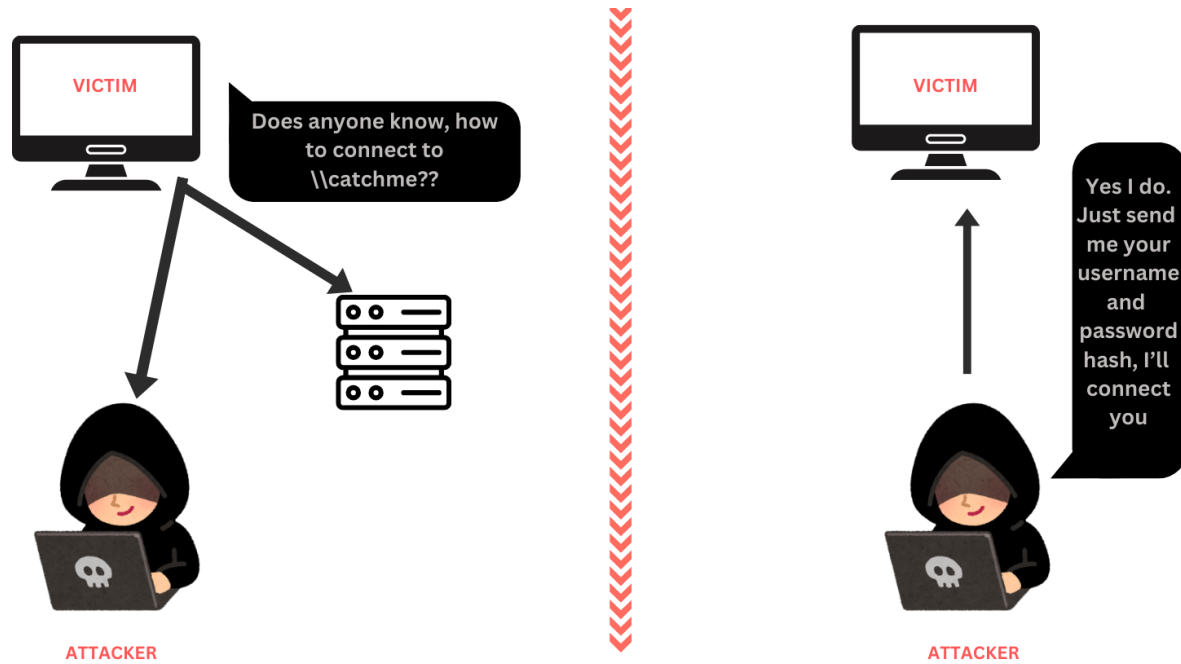 VICTIM
Does anyone know, how
to connect to
\\catchme??
ATTACKER
VICTIM
Yes I do.
Just send
me your
username
and
password
hash, I’ll
connect
you
ATTACKER